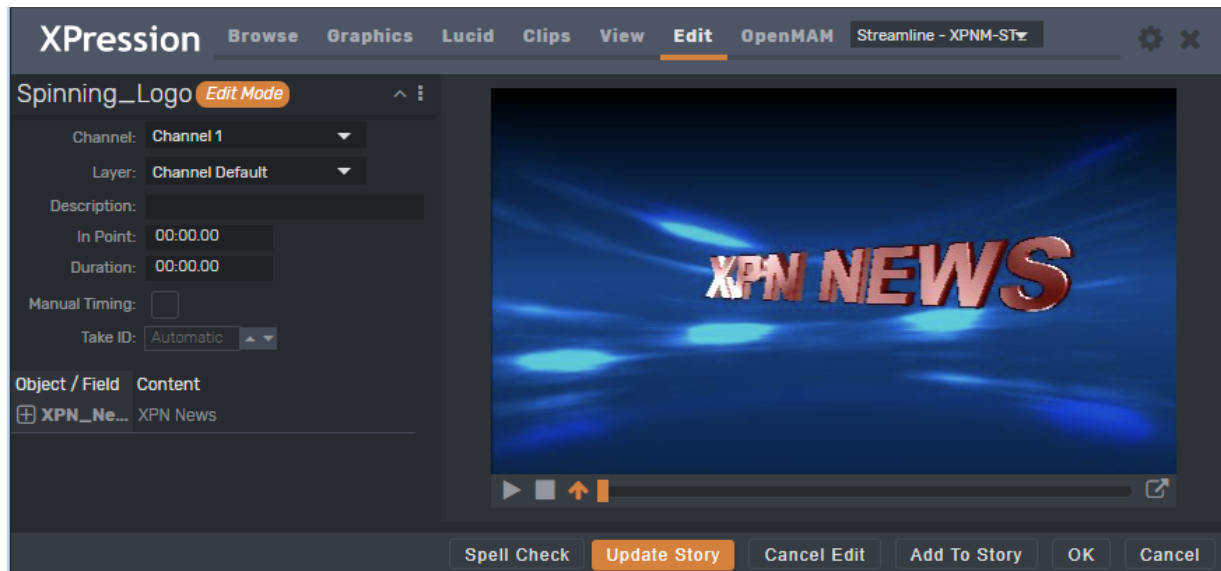 XPression Browse Graphics Lucid Clips View Edit OpenMAM Streamline - XPNM-ST
Spinning_Logo Edit Mode
Channel: Channel 1
Layer: Channel Default
Description:
In Point: 00:00.00
Duration: 00:00.00
Manual Timing:
Take ID: Automatic
Object / Field Content
XPN_Ne... XPN News
XPN NEWS
Spell Check Update Story Cancel Edit Add To Story OK Cancel